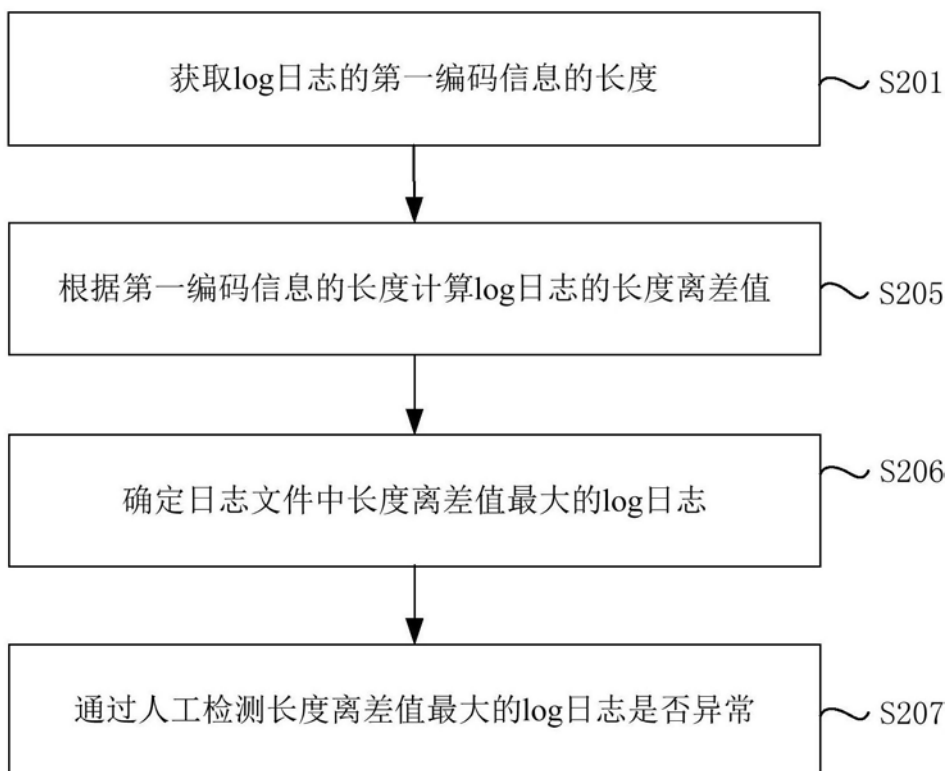 获取log日志的第一编码信息的长度
S201
根据第一编码信息的长度计算log日志的长度离差值
S205
确定日志文件中长度离差值最大的log日志
S206
通过人工检测长度离差值最大的log日志是否异常
S207